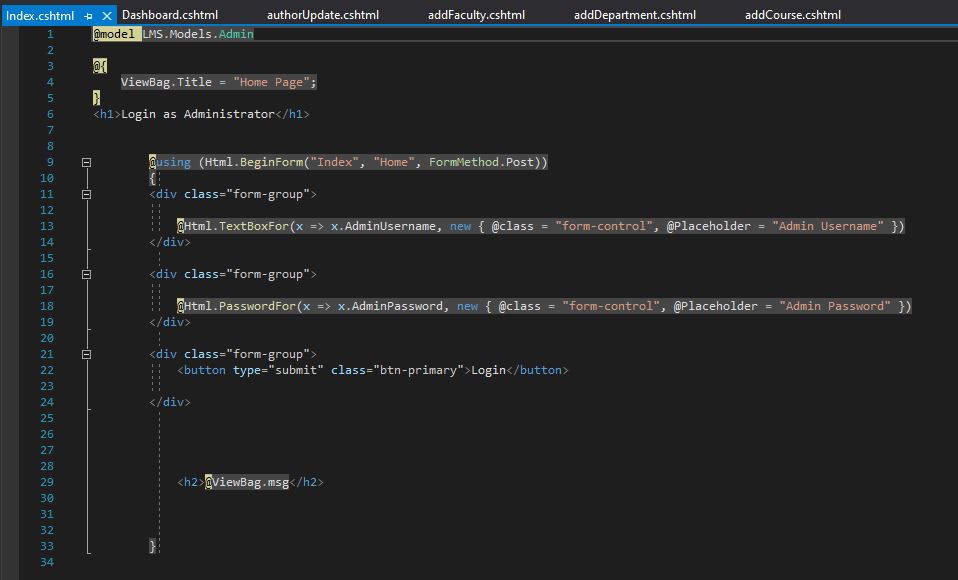 Index.cshtml Dashboard.cshtml authorUpdate.cshtml addFaculty.cshtml addDepartment.cshtml addCourse.cshtml
1 @model LMS.Models.Admin
2
3 @{
4 ViewBag.Title = "Home Page";
5 }
6 <h1>Login as Administrator</h1>
7
8
9 @using (Html.BeginForm("Index", "Home", FormMethod.Post))
10 {
11 <div class="form-group">
12
13 @Html.TextBoxFor(x => x.AdminUsername, new { @class = "form-control", @Placeholder = "Admin Username" })
14 </div>
15
16 <div class="form-group">
17
18 @Html.PasswordFor(x => x.AdminPassword, new { @class = "form-control", @Placeholder = "Admin Password" })
19 </div>
20
21 <div class="form-group">
22 <button type="submit" class="btn-primary">Login</button>
23
24 </div>
25
26
27
28
29 <h2>@ViewBag.msg</h2>
30
31
32
33 }
34